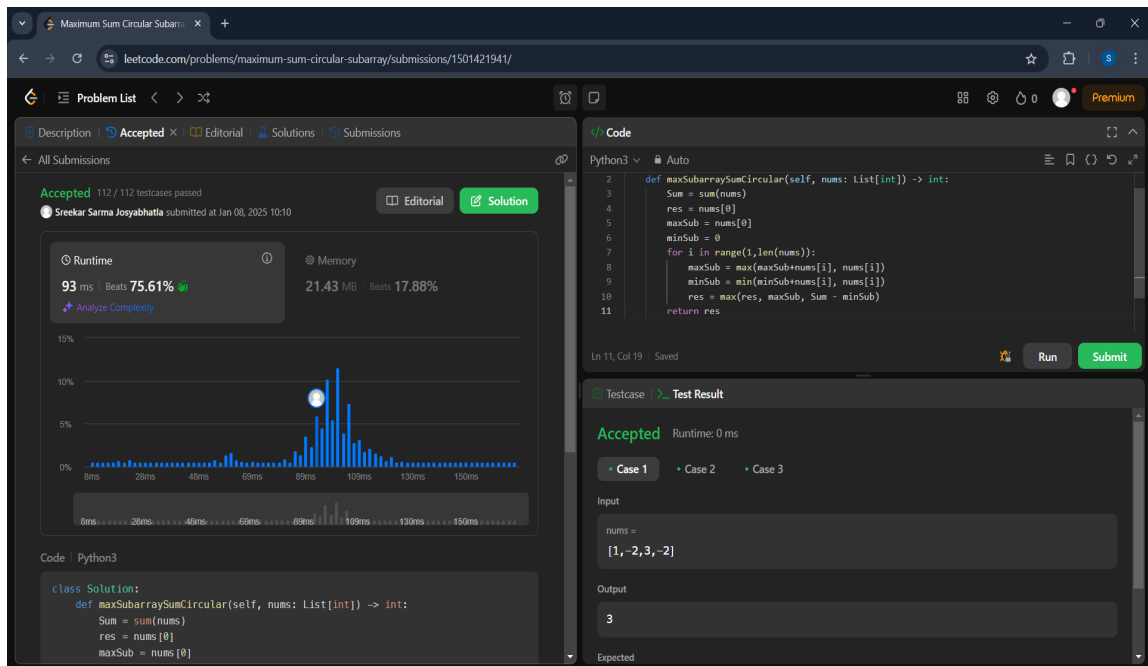 Maximum Sum Circular Subarra
leetcode.com/problems/maximum-sum-circular-subarray/submissions/1501421941/
S
Problem List
0
Premium
Description
Accepted
Editorial
Solutions
Submissions
All Submissions
Accepted 112 / 112 testcases passed
Sreekar Sarma Josyabhatla submitted at Jan 08, 2025 10:10
Editorial
Solution
Runtime
93 ms Beats 75.61%
Analyze Complexity
Memory
21.43 MB Beats 17.88%
15%
10%
5%
0%
8ms 28ms 48ms 69ms 89ms 109ms 130ms 150ms
8ms 28ms 48ms 69ms 89ms 109ms 130ms 150ms
Code Python3
class Solution:
def maxSubarraySumCircular(self, nums: List[int]) -> int:
Sum = sum(nums)
res = nums[0]
maxSub = nums[0]
</> Code
Python3 Auto
2 def maxSubarraySumCircular(self, nums: List[int]) -> int:
3 Sum = sum(nums)
4 res = nums[0]
5 maxSub = nums[0]
6 minSub = 0
7 for i in range(1,len(nums)):
8 maxSub = max(maxSub+nums[i], nums[i])
9 minSub = min(minSub+nums[i], nums[i])
10 res = max(res, maxSub, Sum - minSub)
11 return res
Ln 11, Col 19 Saved
Run
Submit
Testcase
Test Result
Accepted Runtime: 0 ms
Case 1
Case 2
Case 3
Input
nums =
[1,-2,3,-2]
Output
3
Expected